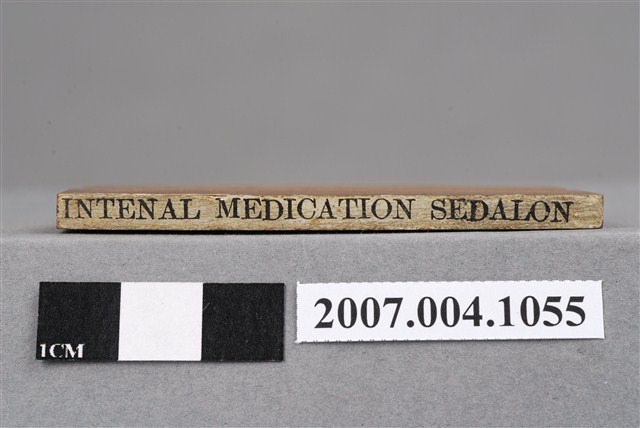 INTENAL MEDICATION SEDALON
1CM
2007.004.1055